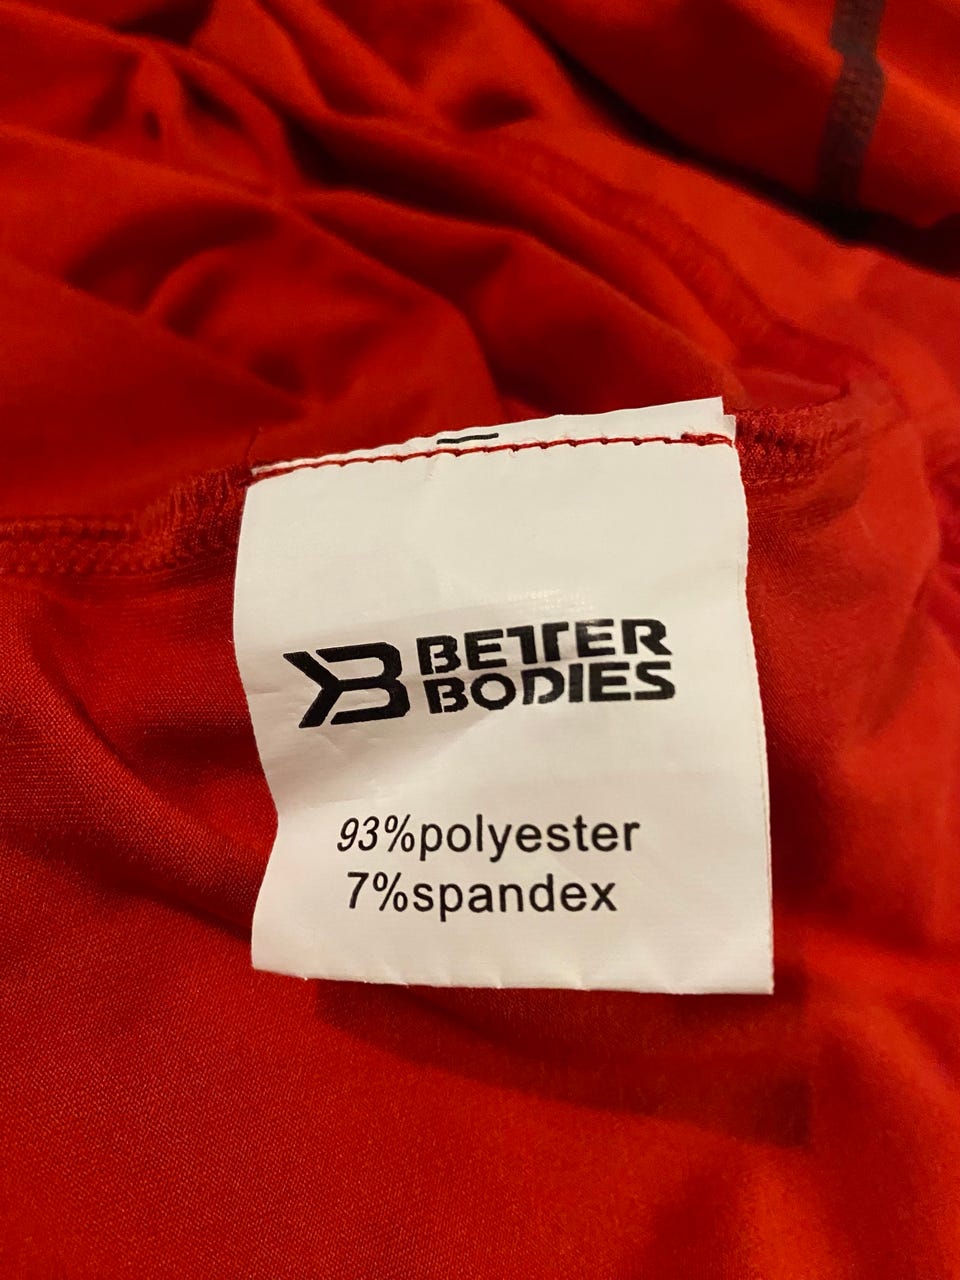 BETTER
BODIES
93%polyester
7%spandex